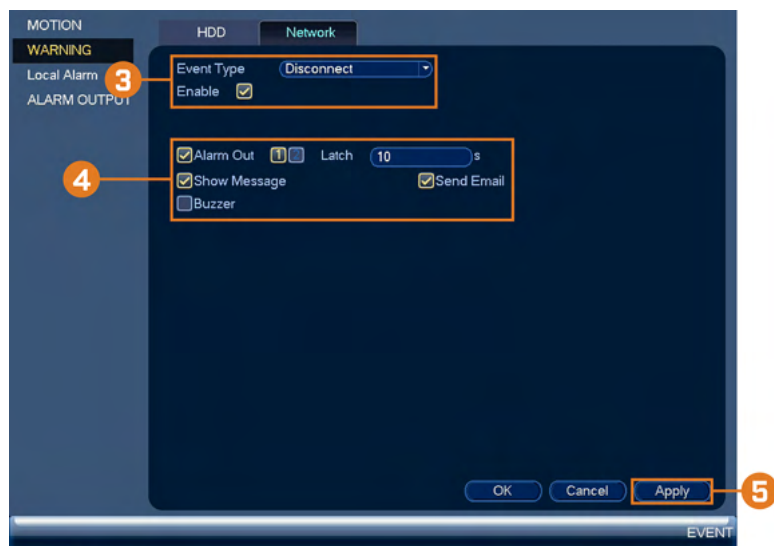 MOTION
HDD Network
WARNING
Local Alarm
3
Event Type Disconnect
Enable
ALARM OUTPUT
Alarm Out 1 2 Latch 10 s
4
Show Message Send Email
Buzzer
OK Cancel Apply
5
EVENT